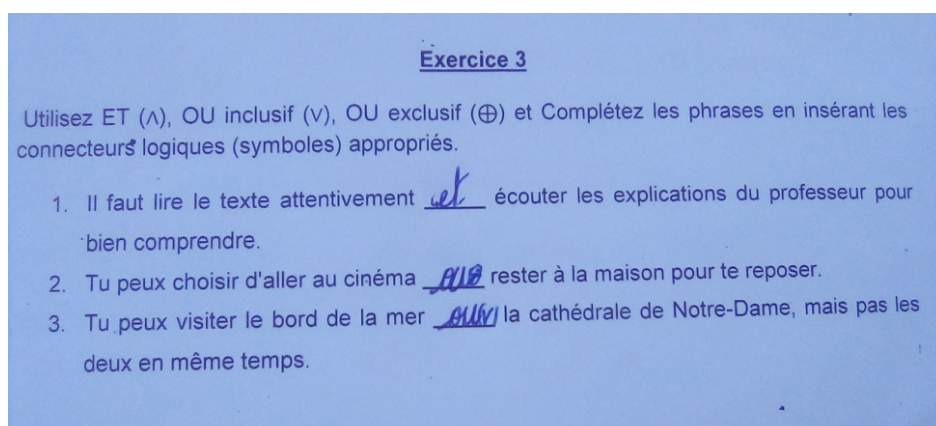 Exercice 3
Utilisez ET (∧), OU inclusif (∨), OU exclusif (⊕) et Complétez les phrases en insérant les
connecteurs logiques (symboles) appropriés.
1. Il faut lire le texte attentivement et écouter les explications du professeur pour
bien comprendre.
2. Tu peux choisir d'aller au cinéma ou rester à la maison pour te reposer.
3. Tu peux visiter le bord de la mer ou la cathédrale de Notre-Dame, mais pas les
deux en même temps.